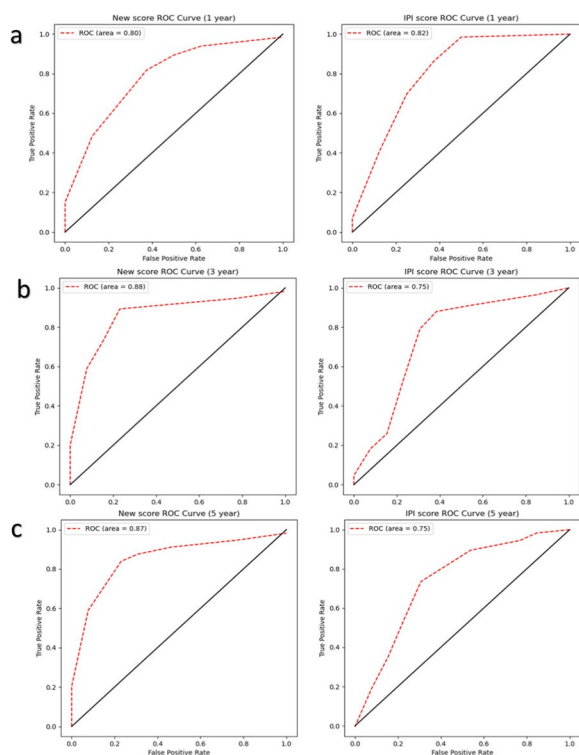 a
New score ROC Curve (1 year)
ROC (area = 0.80)
True Positive Rate
1.0
0.8
0.6
0.4
0.2
0.0
0.0 0.2 0.4 0.6 0.8 1.0
False Positive Rate
IPI score ROC Curve (1 year)
ROC (area = 0.82)
True Positive Rate
1.0
0.8
0.6
0.4
0.2
0.0
0.0 0.2 0.4 0.6 0.8 1.0
False Positive Rate
b
New score ROC Curve (3 year)
ROC (area = 0.88)
True Positive Rate
1.0
0.8
0.6
0.4
0.2
0.0
0.0 0.2 0.4 0.6 0.8 1.0
IPI score ROC Curve (3 year)
ROC (area = 0.75)
True Positive Rate
1.0
0.8
0.6
0.4
0.2
0.0
0.0 0.2 0.4 0.6 0.8 1.0
c
New score ROC Curve (5 year)
ROC (area = 0.87)
True Positive Rate
1.0
0.8
0.6
0.4
0.2
0.0
0.0 0.2 0.4 0.6 0.8 1.0
False Positive Rate
IPI score ROC Curve (5 year)
ROC (area = 0.75)
True Positive Rate
1.0
0.8
0.6
0.4
0.2
0.0
0.0 0.2 0.4 0.6 0.8 1.0
False Positive Rate